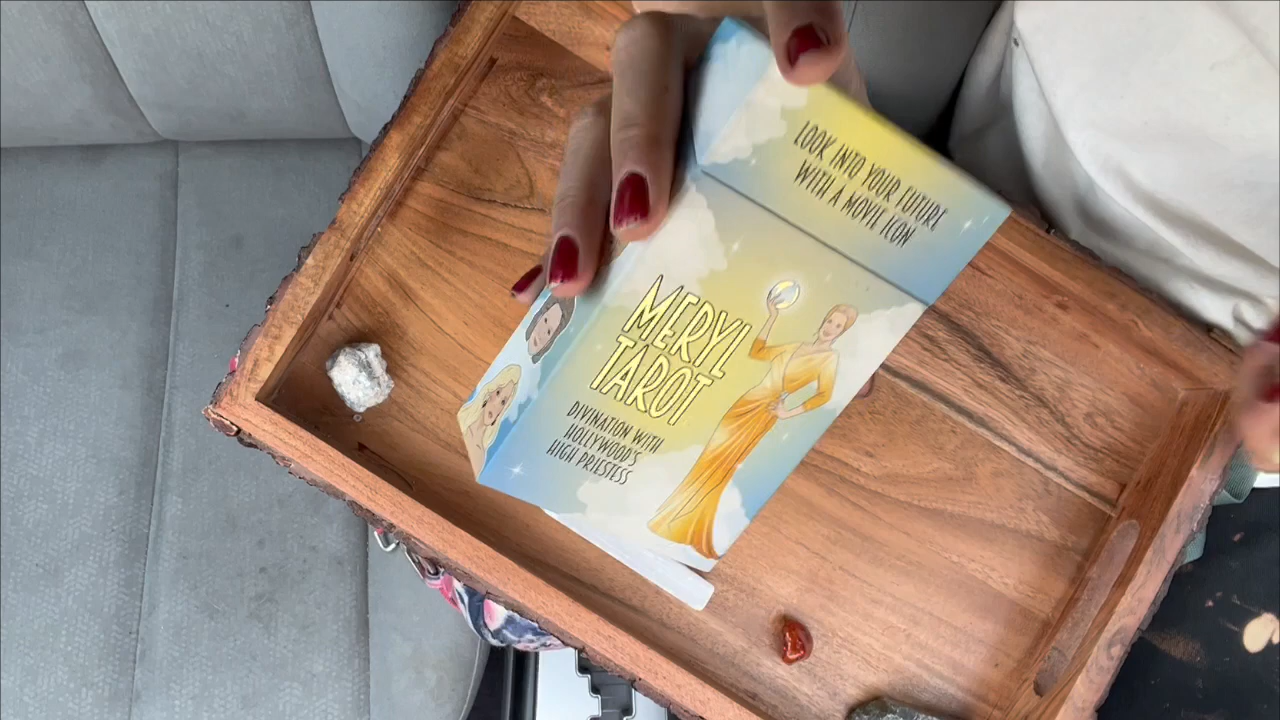 LOOK INTO YOUR FUTURE
WITH A MOVIE ICON
MERYL
TAROT
DIVINATION WITH
HOLLYWOOD'S
HIGH PRIESTESS